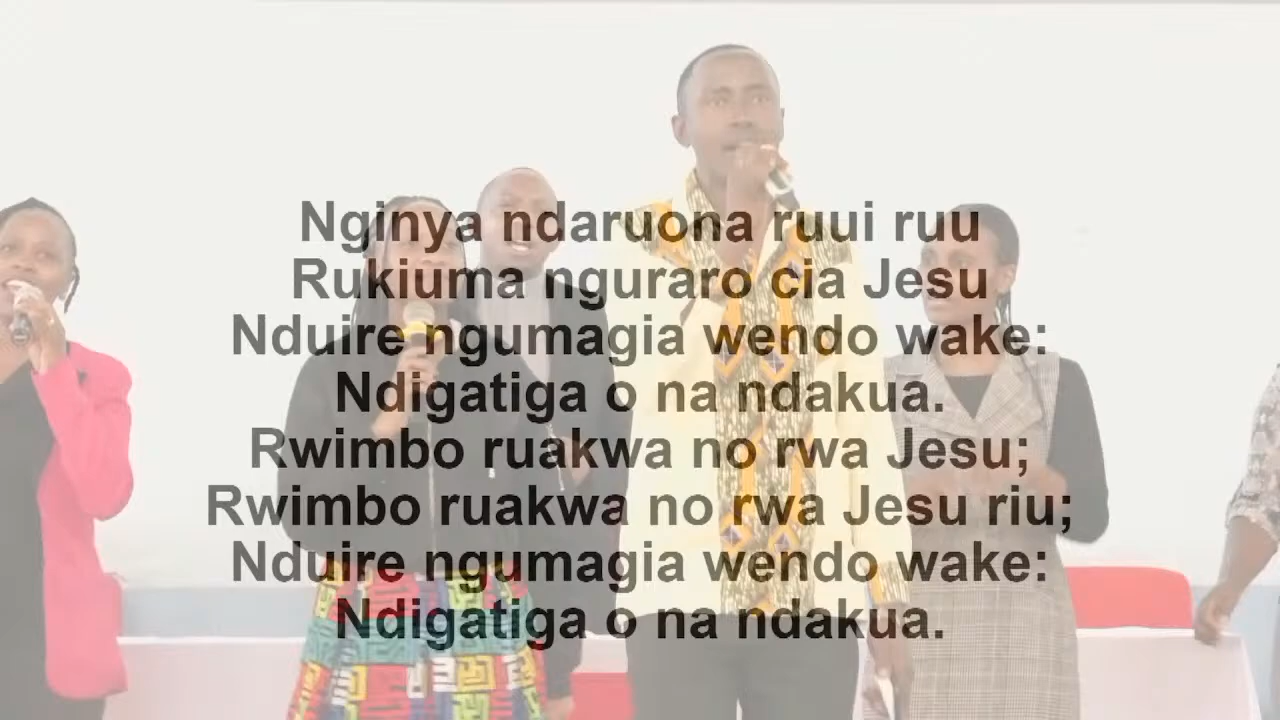 Nginya ndaruona ruui ruu
Rukiuma nguraro cia Jesu
Nduire ngumagia wendo wake:
Ndigatiga o na ndakua.
Rwimbo ruakwa no rwa Jesu;
Rwimbo ruakwa no rwa Jesu riu;
Nduire ngumagia wendo wake:
Ndigatiga o na ndakua.